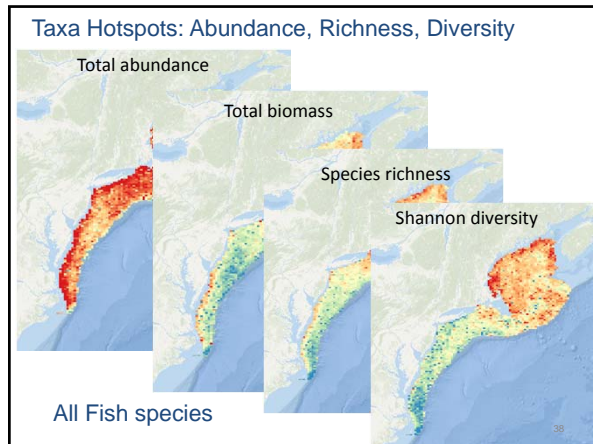 Taxa Hotspots: Abundance, Richness, Diversity
Total abundance
Total biomass
Species richness
Shannon diversity
All Fish species
38